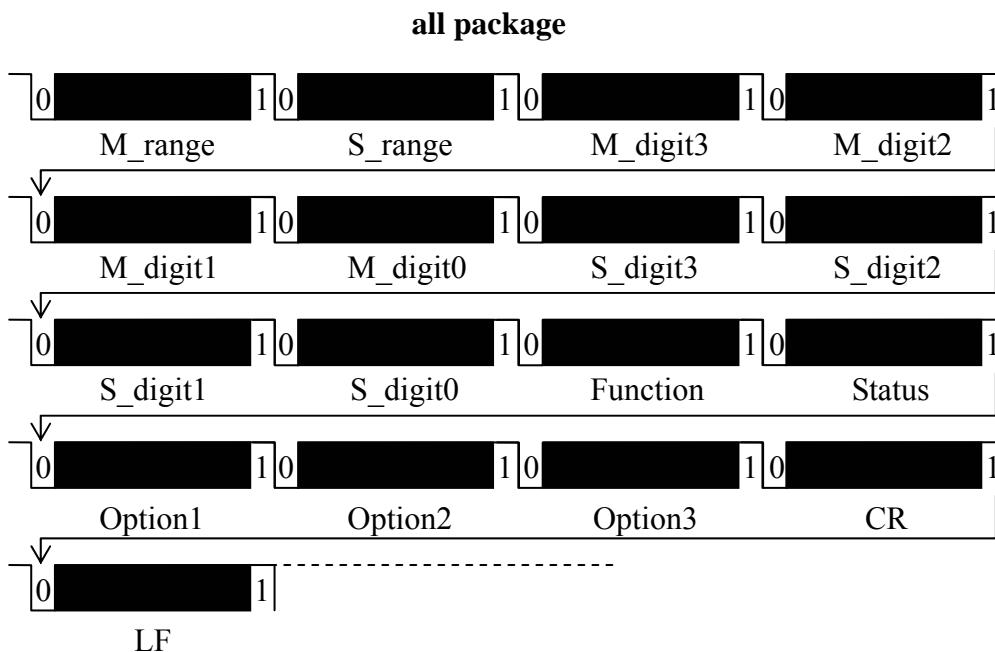 all package
0 1 0 1 0 1 0 1
M_range S_range M_digit3 M_digit2
0 1 0 1 0 1 0 1
M_digit1 M_digit0 S_digit3 S_digit2
0 1 0 1 0 1 0 1
S_digit1 S_digit0 Function Status
0 1 0 1 0 1 0 1
Option1 Option2 Option3 CR
0 1
LF